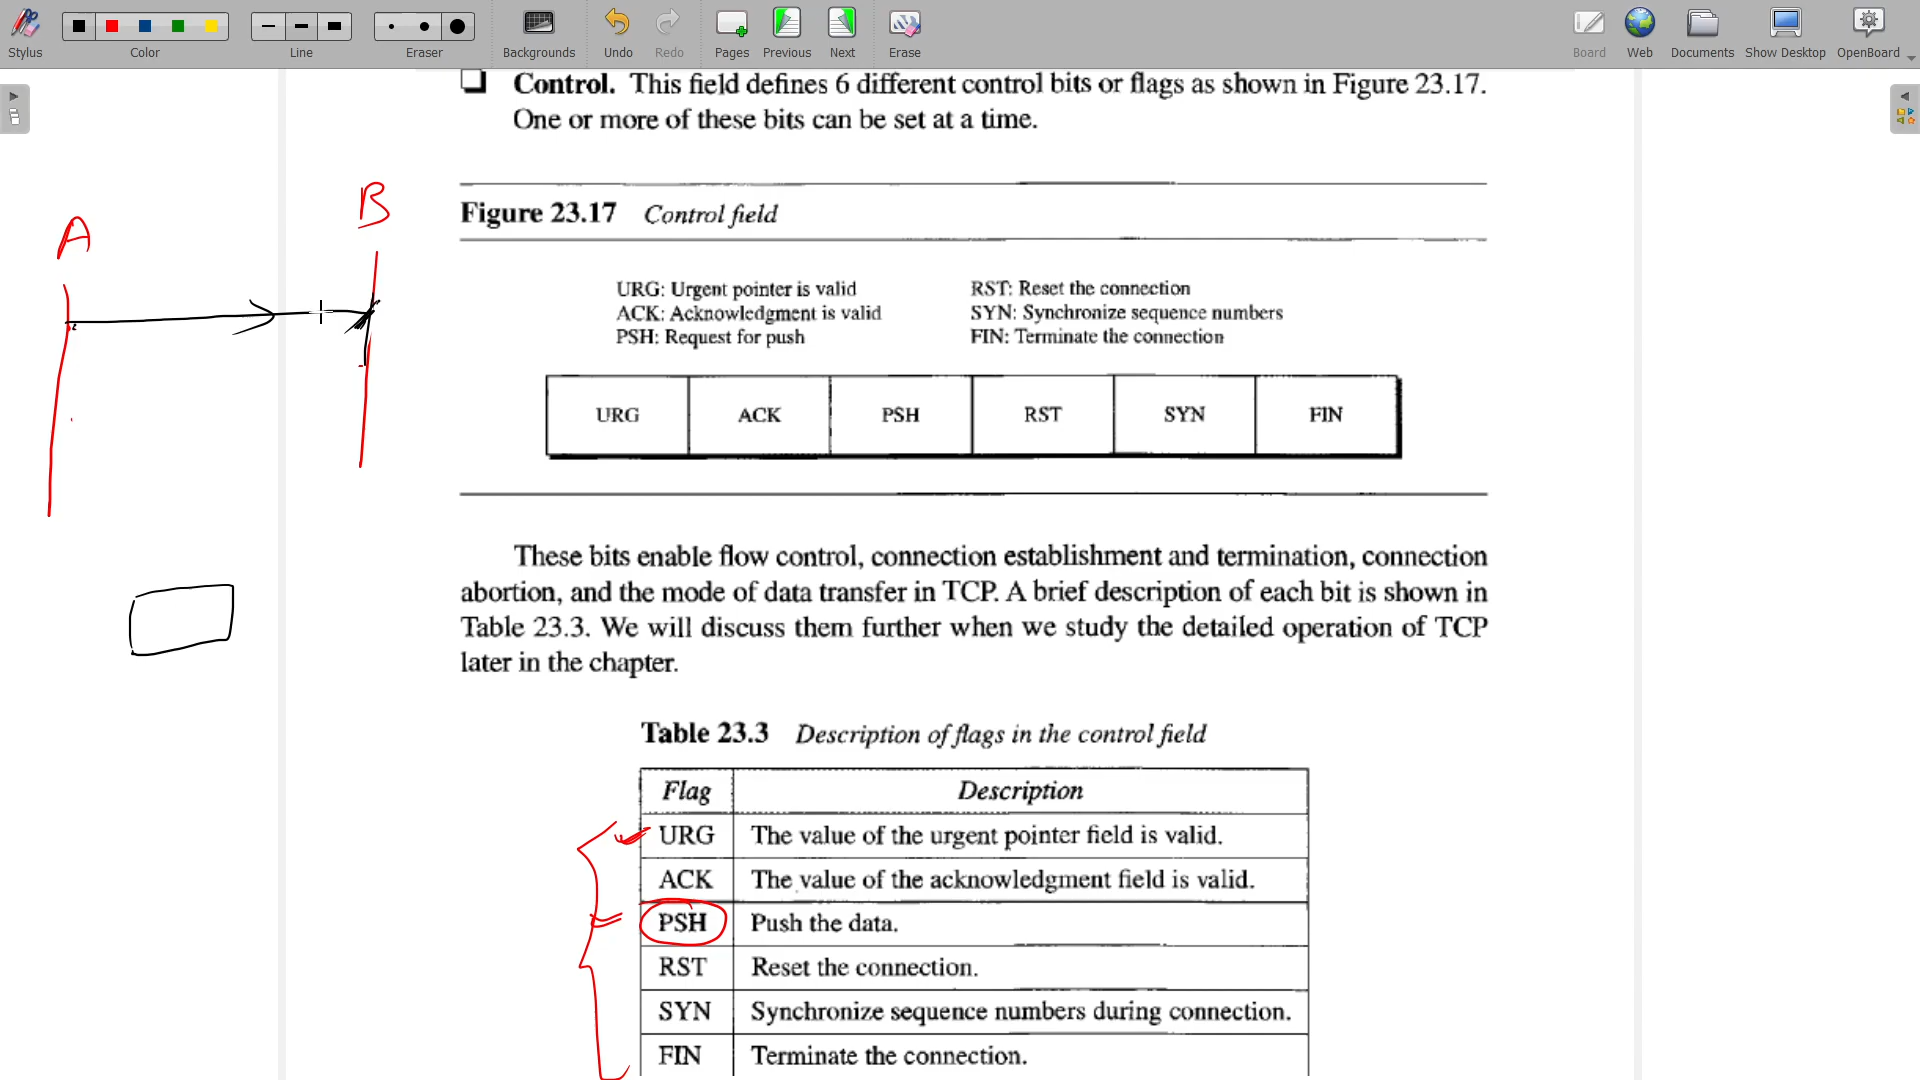 Stylus Color Line Eraser Backgrounds Undo Redo Pages Previous Next Erase Board Web Documents Show Desktop OpenBoard
Control. This field defines 6 different control bits or flags as shown in Figure 23.17.
One or more of these bits can be set at a time.
A
B
Figure 23.17 Control field
URG: Urgent pointer is valid
ACK: Acknowledgment is valid
PSH: Request for push
RST: Reset the connection
SYN: Synchronize sequence numbers
FIN: Terminate the connection
URG ACK PSH RST SYN FIN
These bits enable flow control, connection establishment and termination, connection
abortion, and the mode of data transfer in TCP. A brief description of each bit is shown in
Table 23.3. We will discuss them further when we study the detailed operation of TCP
later in the chapter.
Table 23.3 Description of flags in the control field
Flag Description
URG The value of the urgent pointer field is valid.
ACK The value of the acknowledgment field is valid.
PSH Push the data.
RST Reset the connection.
SYN Synchronize sequence numbers during connection.
FIN Terminate the connection.